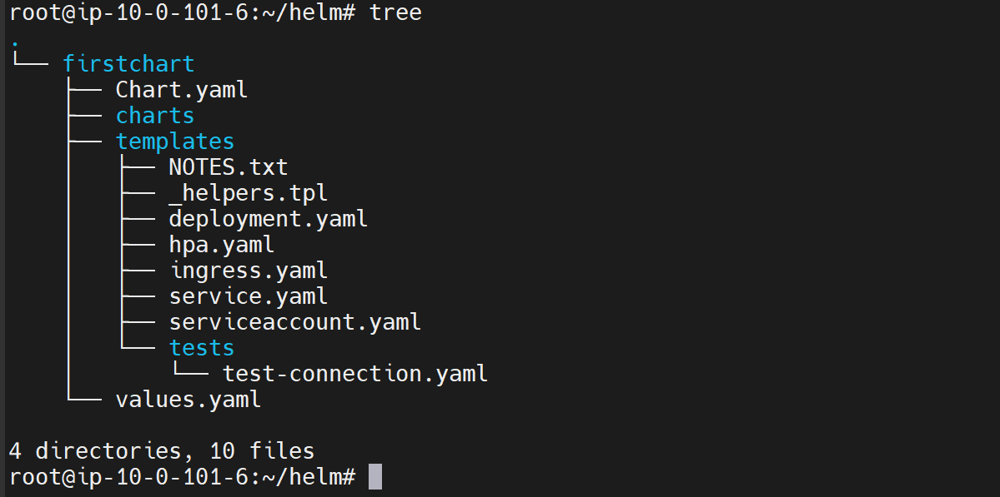 root@ip-10-0-101-6:~/helm# tree
.
└── firstchart
    ├── Chart.yaml
    ├── charts
    ├── templates
    │   ├── NOTES.txt
    │   ├── _helpers.tpl
    │   ├── deployment.yaml
    │   ├── hpa.yaml
    │   ├── ingress.yaml
    │   ├── service.yaml
    │   ├── serviceaccount.yaml
    │   └── tests
    │       └── test-connection.yaml
    └── values.yaml

4 directories, 10 files
root@ip-10-0-101-6:~/helm#